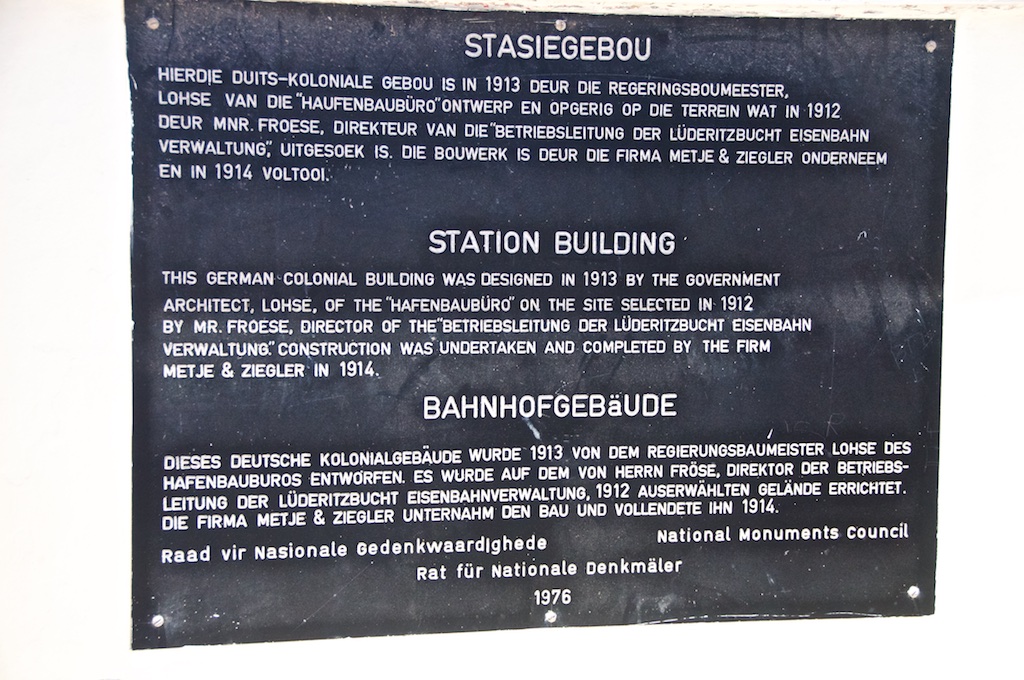 STASIEGEBOU
HIERDIE DUITS-KOLONIALE GEBOU IS IN 1913 DEUR DIE REGERINGSBOUMEESTER,
LOHSE VAN DIE "HAUFENBAUBÜRO" ONTWERP EN OPGERIG OP DIE TERREIN WAT IN 1912
DEUR MNR. FROESE, DIREKTEUR VAN DIE "BETRIEBSLEITUNG DER LÜDERITZBUCHT EISENBAHN
VERWALTUNG", UITGESOEK IS. DIE BOUWERK IS DEUR DIE FIRMA METJE & ZIEGLER ONDERNEEM
EN IN 1914 VOLTOOI.
STATION BUILDING
THIS GERMAN COLONIAL BUILDING WAS DESIGNED IN 1913 BY THE GOVERNMENT
ARCHITECT, LOHSE, OF THE "HAFENBAUBÜRO" ON THE SITE SELECTED IN 1912
BY MR. FROESE, DIRECTOR OF THE "BETRIEBSLEITUNG DER LÜDERITZBUCHT EISENBAHN
VERWALTUNG." CONSTRUCTION WAS UNDERTAKEN AND COMPLETED BY THE FIRM
METJE & ZIEGLER IN 1914.
BAHNHOFGEBäUDE
DIESES DEUTSCHE KOLONIALGEBÄUDE WURDE 1913 VON DEM REGIERUNGSBAUMEISTER LOHSE DES
HAFENBAUBUROS ENTWORFEN. ES WURDE AUF DEM VON HERRN FRÖSE, DIREKTOR DER BETRIEBS-
LEITUNG DER LÜDERITZBUCHT EISENBAHNVERWALTUNG, 1912 AUSERWÄHLTEN GELÄNDE ERRICHTET.
DIE FIRMA METJE & ZIEGLER UNTERNAHM DEN BAU UND VOLLENDETE IHN 1914.
Raad vir Nasionale Gedenkwaardighede
National Monuments Council
Rat für Nationale Denkmäler
1976